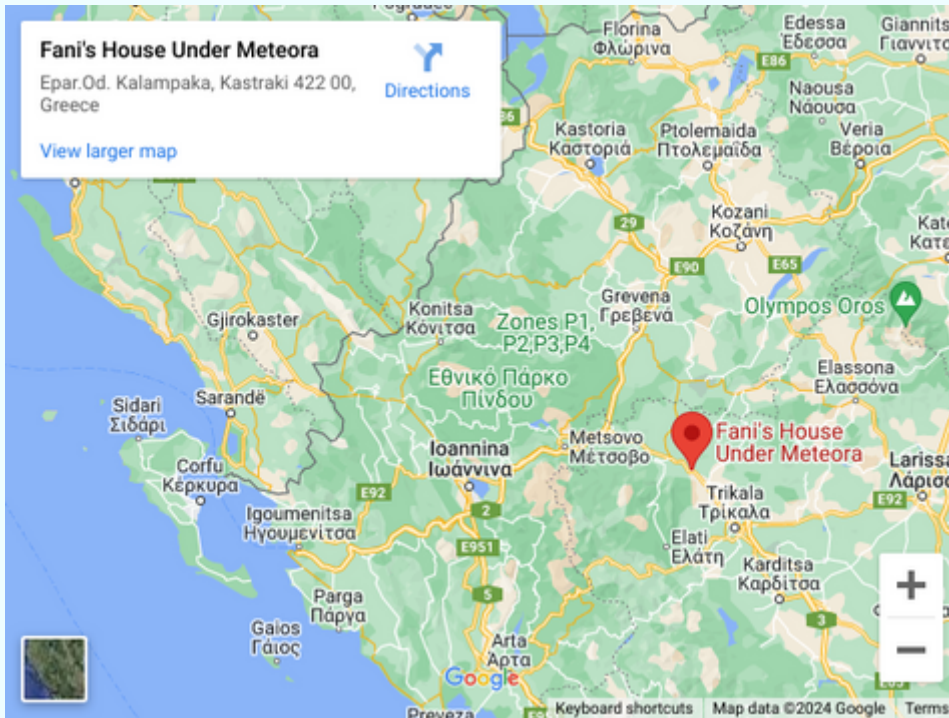 Fani's House Under Meteora
Epar.Od. Kalampaka, Kastraki 422 00,
Greece
Directions
View larger map
Florina
Φλώρινα
Edessa
Έδεσσα
E86
Naousa
Νάουσα
Kastoria
Καστοριά
Ptolemaida
Πτολεμαΐδα
Veria
Βέροια
29
Kozani
Κοζάνη
E90
E65
Grevena
Γρεβενά
Olympos Oros
Konitsa
Κόνιτσα
Zones P1,
P2,P3,P4
Εθνικό Πάρκο
Πίνδου
Gjirokaster
Elassona
Ελασσόνα
Sidari
Σιδάρι
Sarandë
Ioannina
Ιωάννινα
Metsovo
Μέτσοβο
Fani's House
Under Meteora
Corfu
Κέρκυρα
E92
Igoumenitsa
Ηγουμενίτσα
2
Trikala
Τρίκαλα
E92
E951
Elati
Ελάτη
Karditsa
Καρδίτσα
Parga
Πάργα
5
3
Gaios
Γάιος
Arta
Άρτα
+
−
Google
Keyboard shortcuts
Map data ©2024 Google
Terms